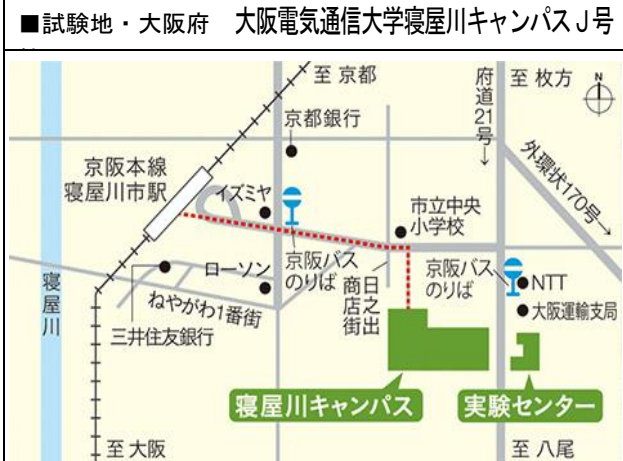 ■試験地・大阪府 大阪電気通信大学寝屋川キャンパスJ号
至 京都
府道21号→
至 枚方
N
京都銀行
外環状170号→
京阪本線
寝屋川市駅
イズミヤ
市立中央
小学校
京阪バス
のりば
京阪バス
のりば
NTT
大阪運輸支局
ローソン
日之出
商店街
寝屋川
ねやがわ1番街
三井住友銀行
寝屋川キャンパス
実験センター
至 大阪
至 八尾